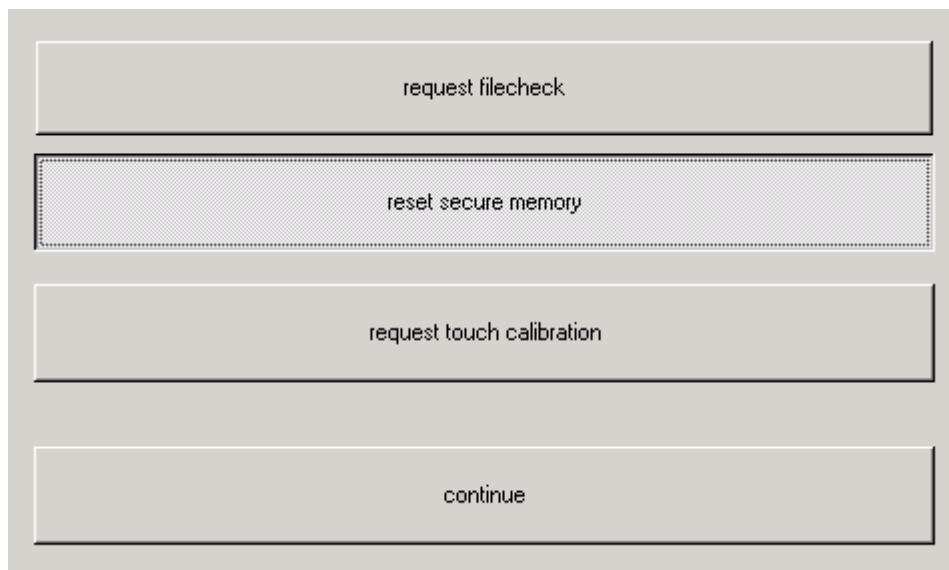 request filecheck
reset secure memory
request touch calibration
continue